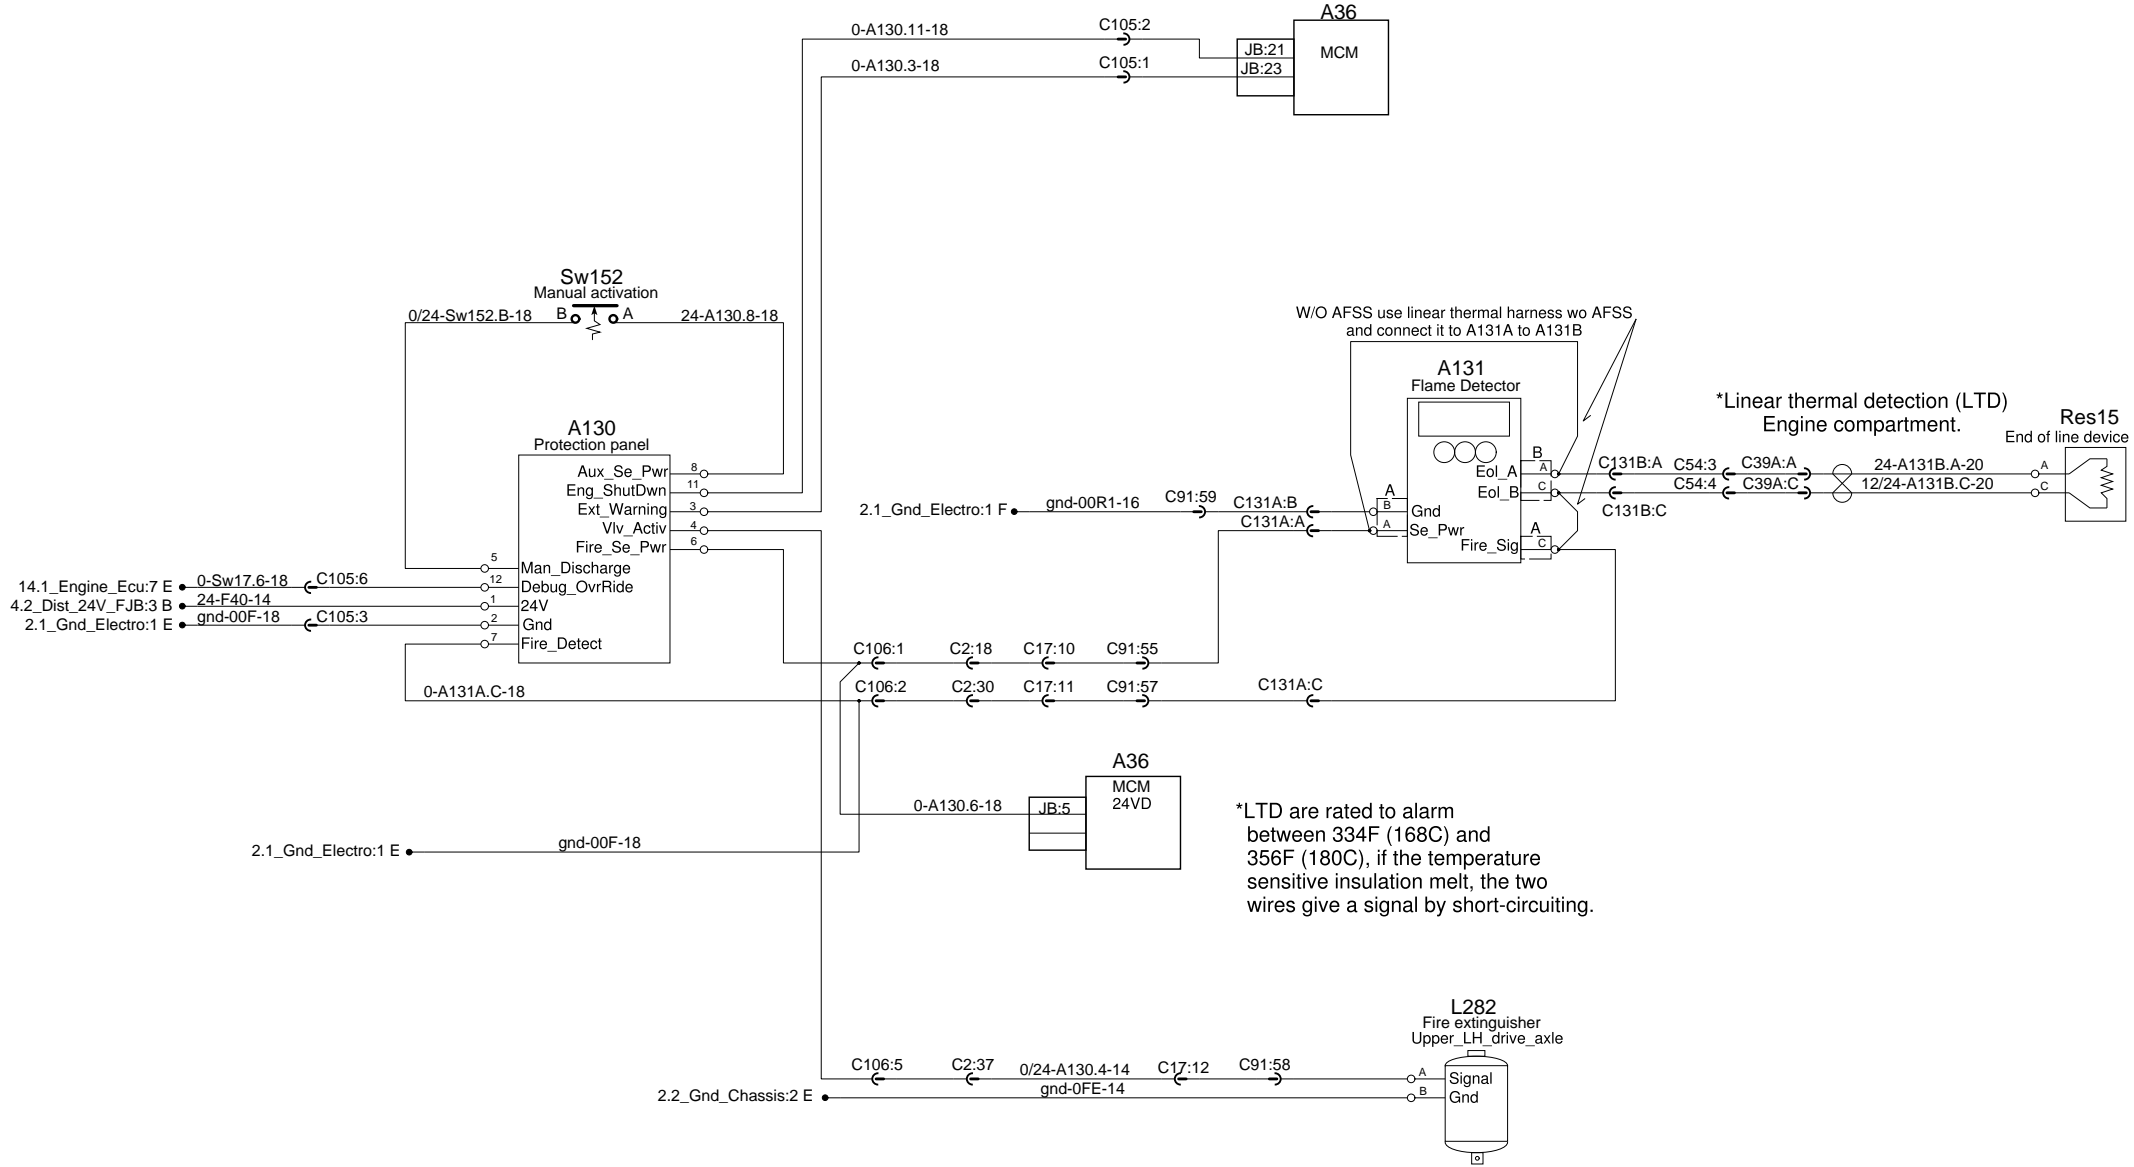 A36
0-A130.11-18
C105:2
JB:21
MCM
0-A130.3-18
C105:1
JB:23
Sw152
Manual activation
0/24-Sw152.B-18
B
A
24-A130.8-18
W/O AFSS use linear thermal harness wo AFSS
and connect it to A131A to A131B
A131
Flame Detector
*Linear thermal detection (LTD)
Engine compartment.
Res15
End of line device
A130
Protection panel
Aux_Se_Pwr
8
Eng_ShutDwn
11
Ext_Warning
3
Vlv_Activ
4
Fire_Se_Pwr
6
5
Man_Discharge
14.1_Engine_Ecu:7 E
0-Sw17.6-18
C105:6
12
Debug_OvrRide
4.2_Dist_24V_FJB:3 B
24-F40-14
1
24V
2.1_Gnd_Electro:1 E
gnd-00F-18
C105:3
2
Gnd
7
Fire_Detect
B
Eol_A
A
C131B:A
C54:3
C39A:A
24-A131B.A-20
A
Eol_B
C
C54:4
C39A:C
12/24-A131B.C-20
C
C131B:C
2.1_Gnd_Electro:1 F
gnd-00R1-16
C91:59
C131A:B
A
B
Gnd
C131A:A
A
Se_Pwr
A
Fire_Sig
C
C106:1
C2:18
C17:10
C91:55
0-A131A.C-18
C106:2
C2:30
C17:11
C91:57
C131A:C
A36
MCM
24VD
0-A130.6-18
JB:5
2.1_Gnd_Electro:1 E
gnd-00F-18
*LTD are rated to alarm
between 334F (168C) and
356F (180C), if the temperature
sensitive insulation melt, the two
wires give a signal by short-circuiting.
L282
Fire extinguisher
Upper_LH_drive_axle
C106:5
C2:37
0/24-A130.4-14
C17:12
C91:58
A
Signal
2.2_Gnd_Chassis:2 E
gnd-0FE-14
B
Gnd